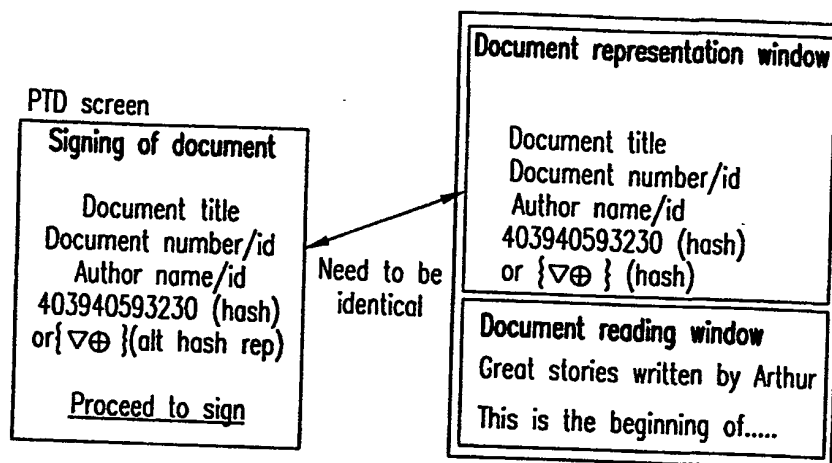 PTD screen
Signing of document
Document title
Document number/id
Author name/id
403940593230 (hash)
or{ ▽⊕ }(alt hash rep)
Proceed to sign
Need to be
identical
Document representation window
Document title
Document number/id
Author name/id
403940593230 (hash)
or { ▽⊕ } (hash)
Document reading window
Great stories written by Arthur
This is the beginning of.....